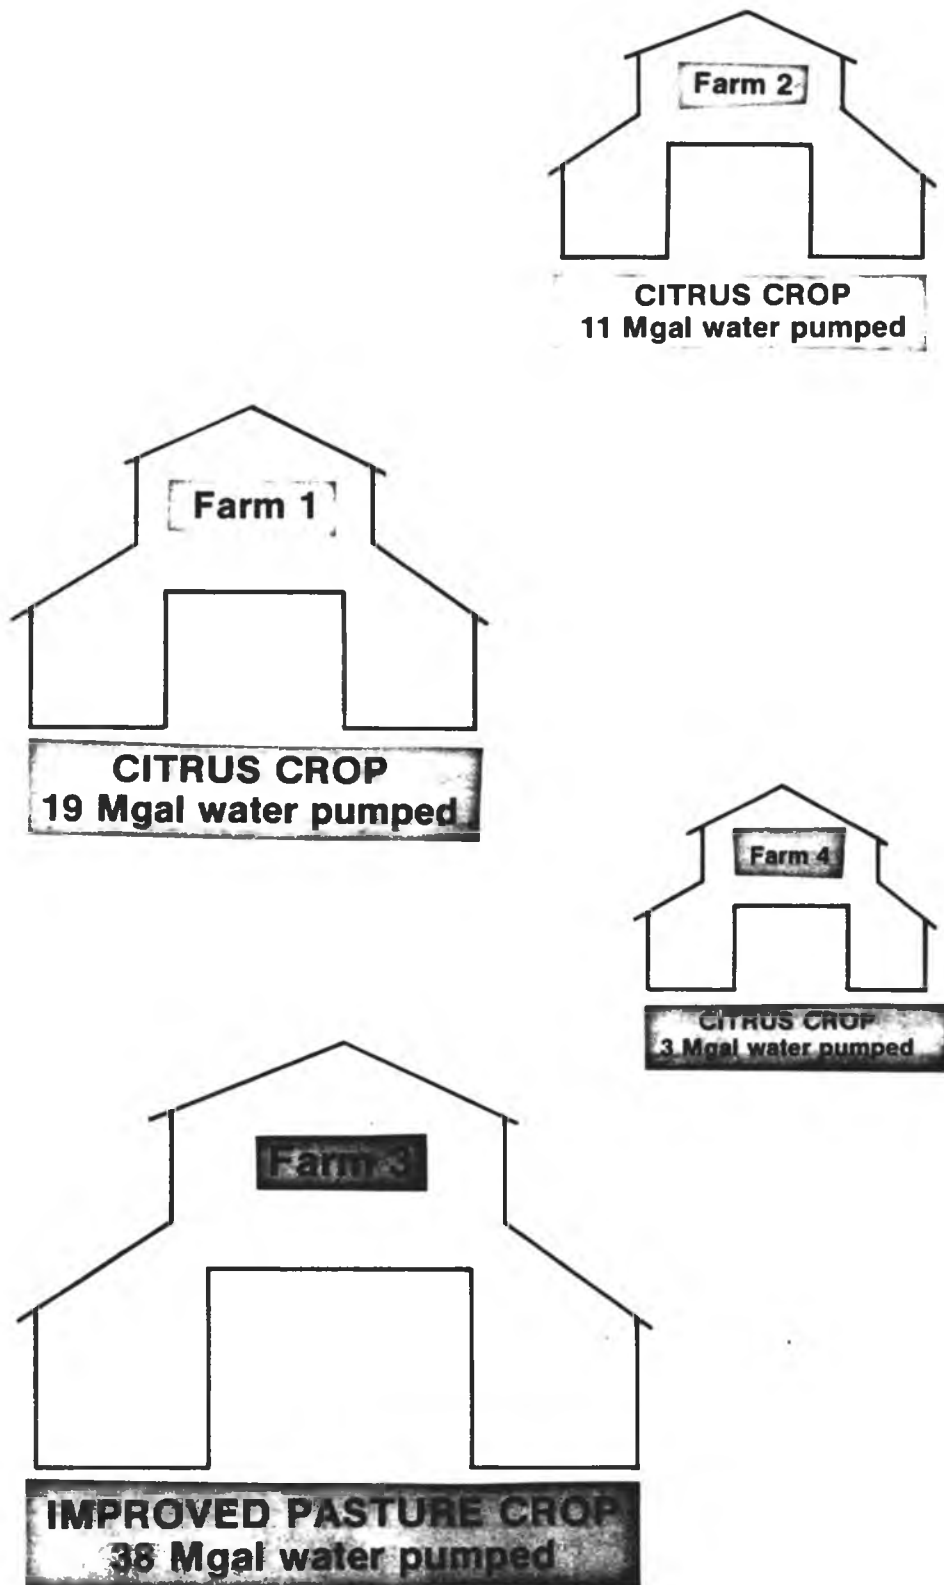 Farm 2
CITRUS CROP
11 Mgal water pumped
Farm 1
CITRUS CROP
19 Mgal water pumped
Farm 4
CITRUS CROP
3 Mgal water pumped
Farm 3
IMPROVED PASTURE CROP
38 Mgal water pumped